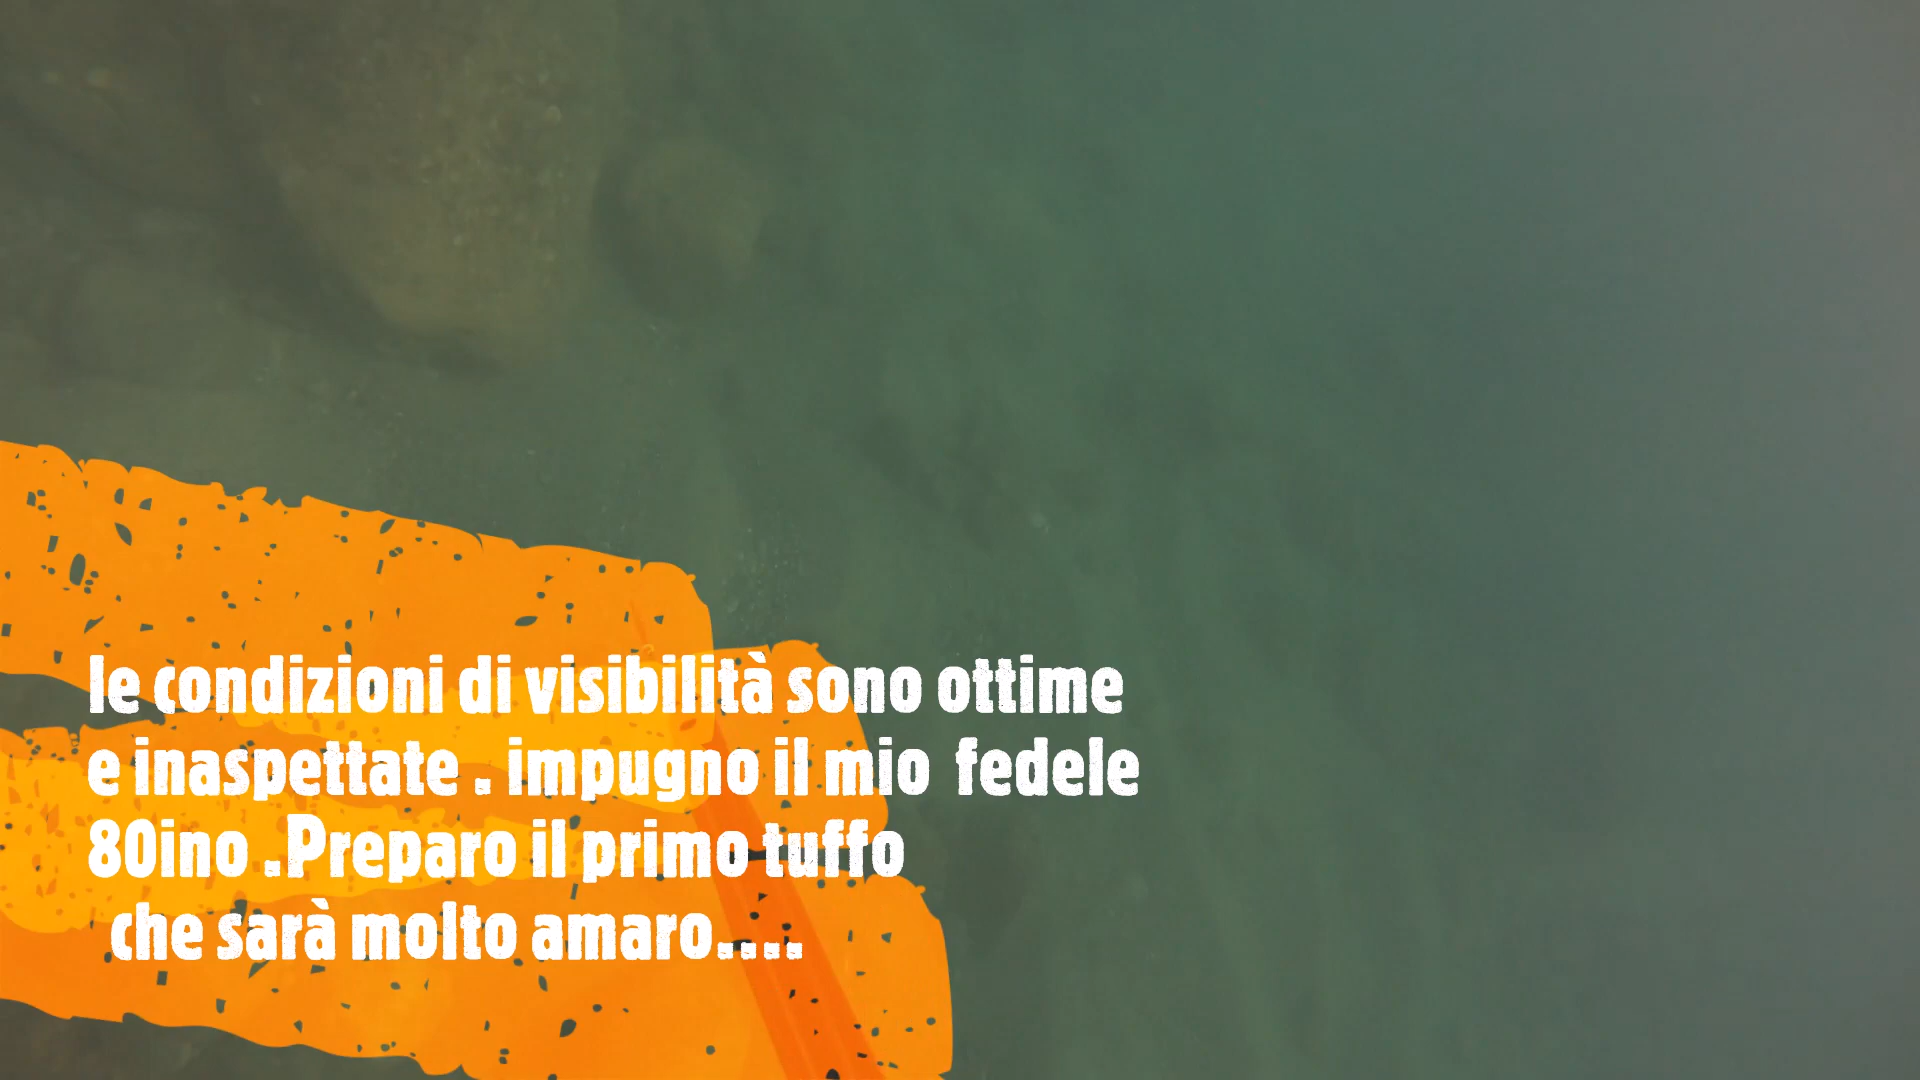 le condizioni di visibilità sono ottime
e inaspettate . impugno il mio  fedele
80ino .Preparo il primo tuffo
che sarà molto amaro....